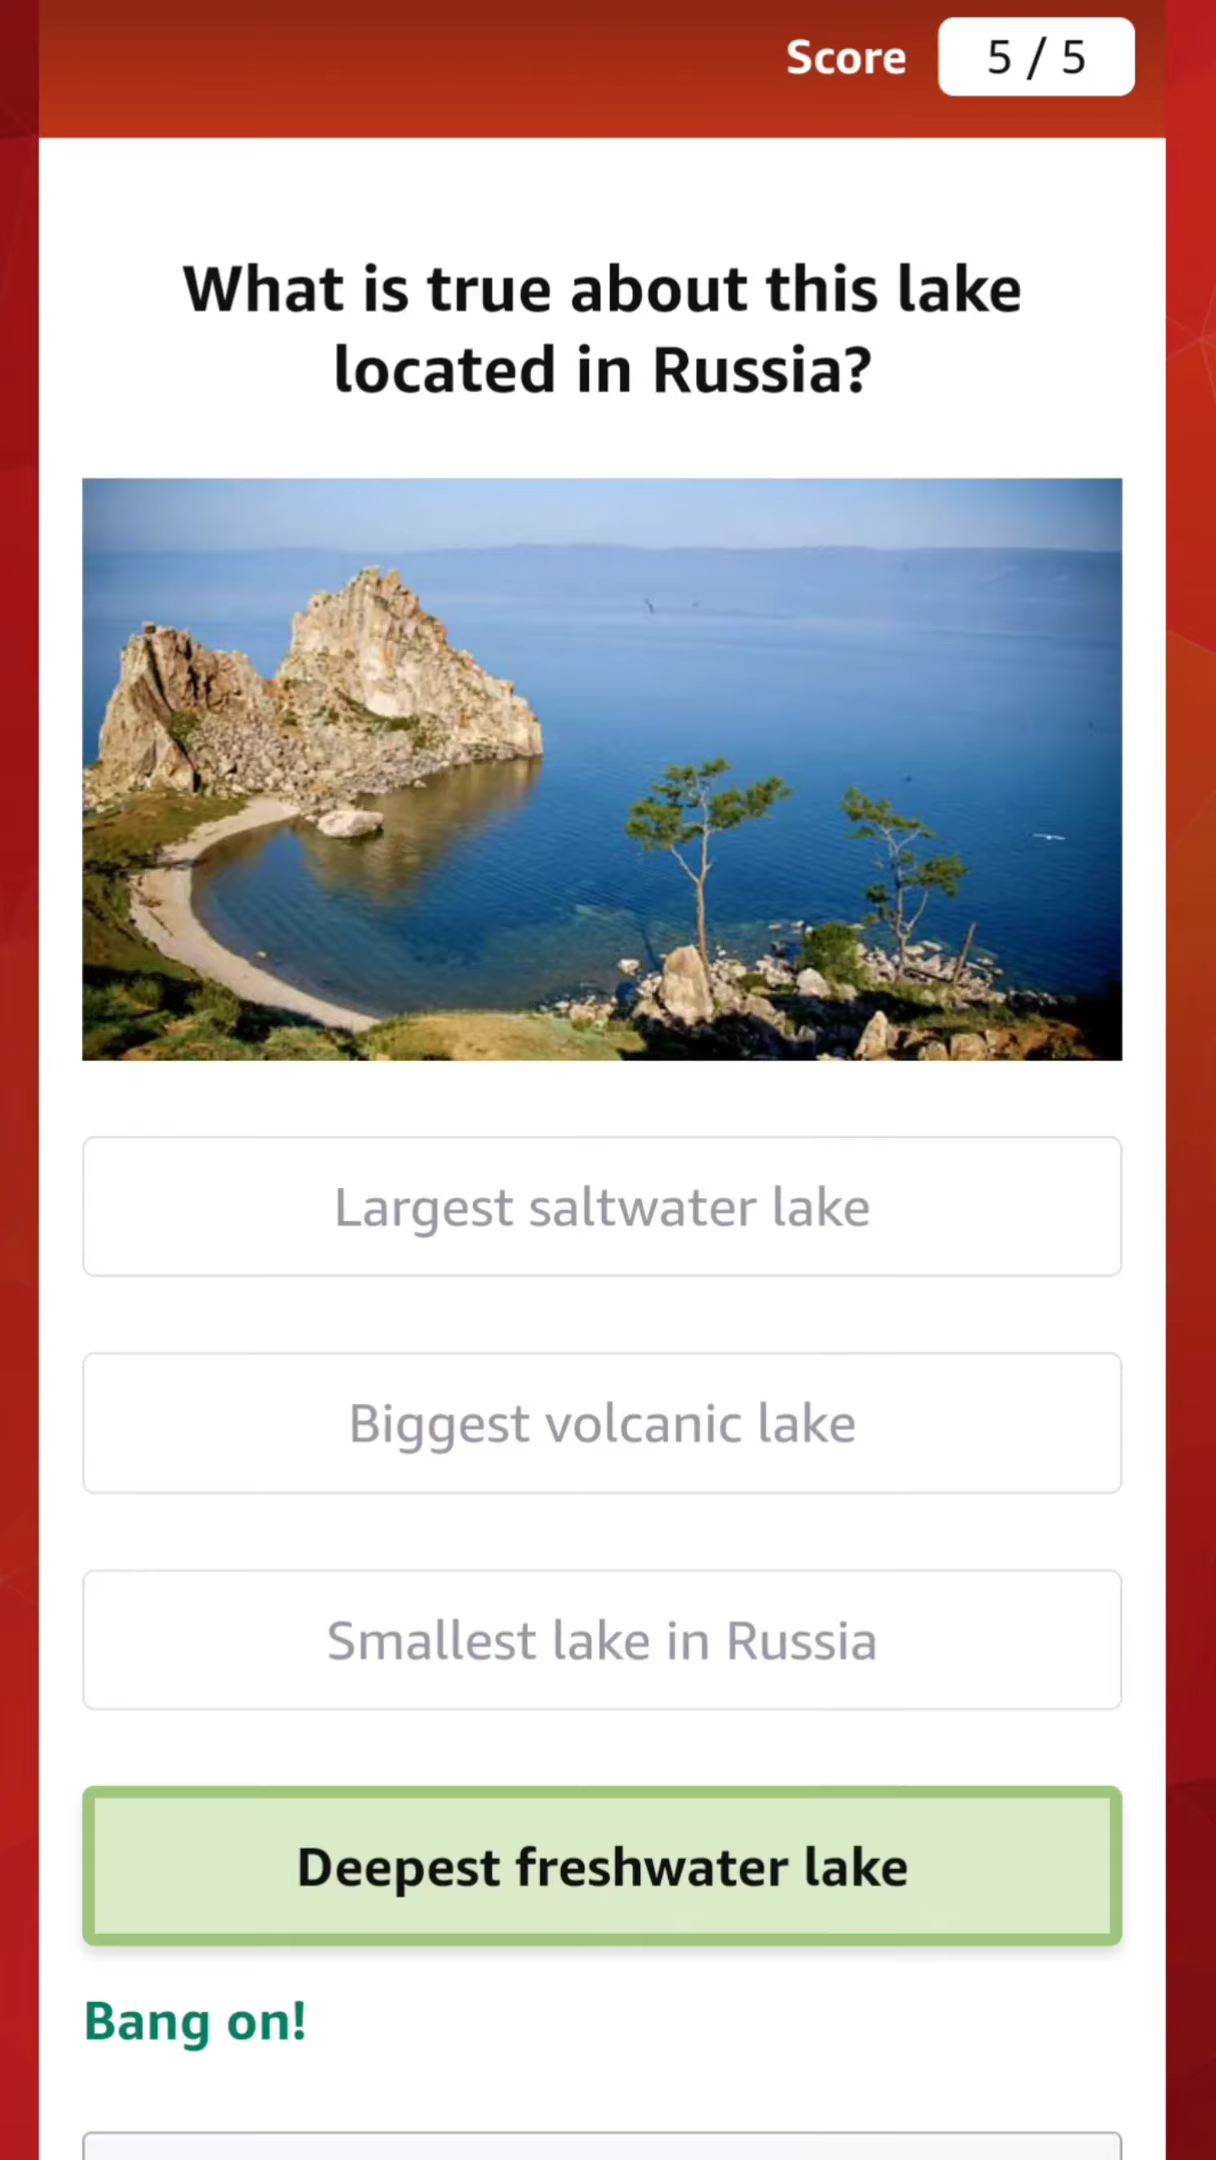 Score 5 / 5
What is true about this lake
located in Russia?
Largest saltwater lake
Biggest volcanic lake
Smallest lake in Russia
Deepest freshwater lake
Bang on!